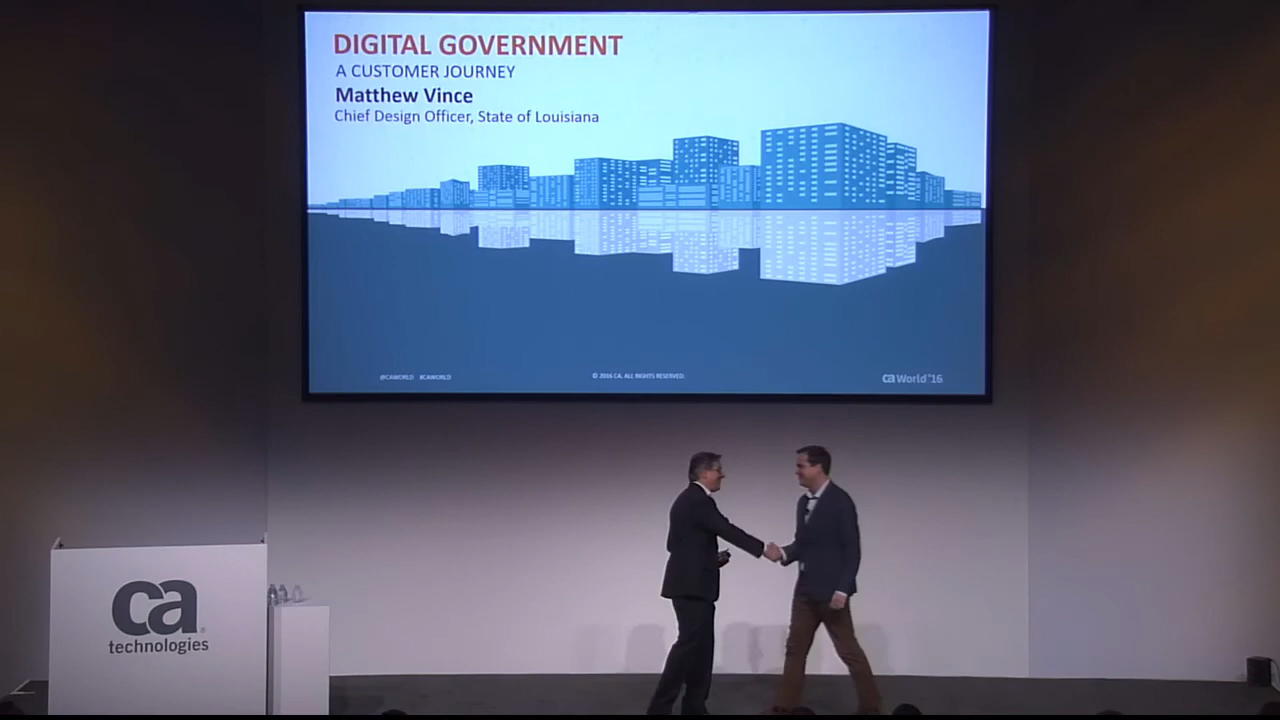 DIGITAL GOVERNMENT
A CUSTOMER JOURNEY
Matthew Vince
Chief Design Officer, State of Louisiana
@CAWORLD #CAWORLD
© 2016 CA. ALL RIGHTS RESERVED.
ca World '16
ca
technologies